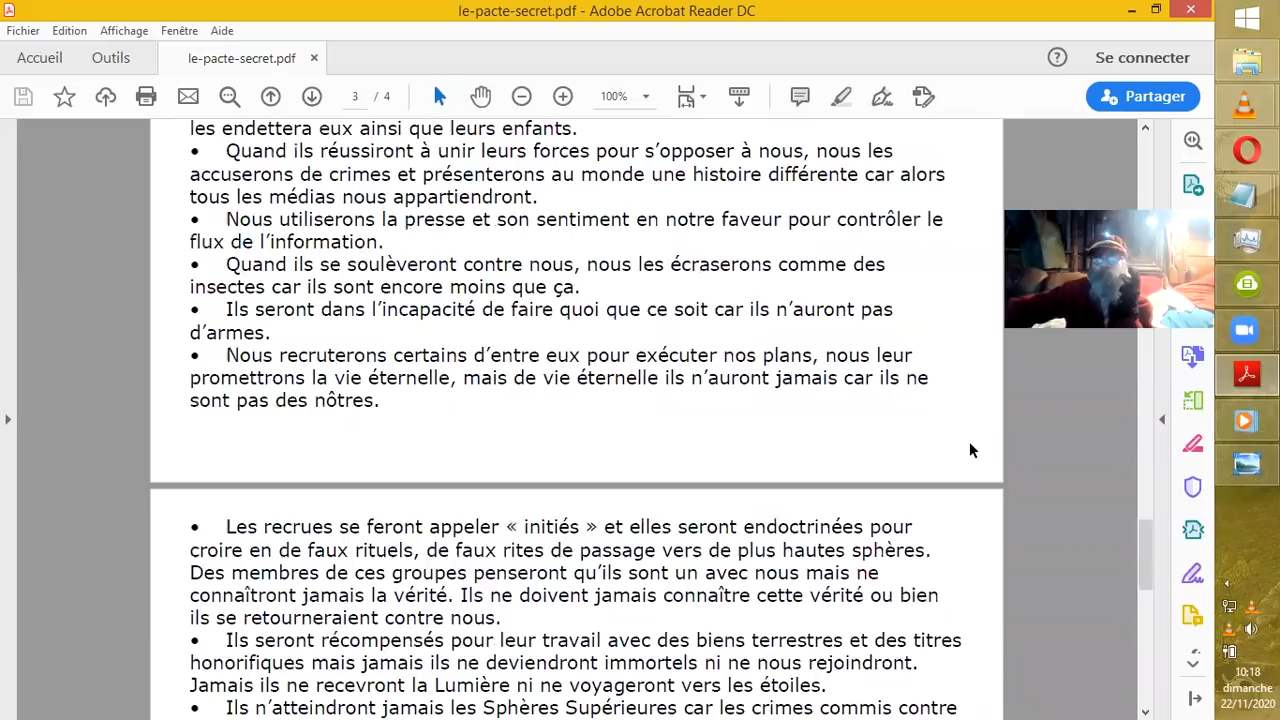 le-pacte-secret.pdf - Adobe Acrobat Reader DC
Fichier Edition Affichage Fenêtre Aide
Accueil Outils le-pacte-secret.pdf × Se connecter
3 / 4 100% Partager
les endettera eux ainsi que leurs enfants.
• Quand ils réussiront à unir leurs forces pour s’opposer à nous, nous les
accuserons de crimes et présenterons au monde une histoire différente car alors
tous les médias nous appartiendront.
• Nous utiliserons la presse et son sentiment en notre faveur pour contrôler le
flux de l’information.
• Quand ils se soulèveront contre nous, nous les écraserons comme des
insectes car ils sont encore moins que ça.
• Ils seront dans l’incapacité de faire quoi que ce soit car ils n’auront pas
d’armes.
• Nous recruterons certains d’entre eux pour exécuter nos plans, nous leur
promettrons la vie éternelle, mais de vie éternelle ils n’auront jamais car ils ne
sont pas des nôtres.
• Les recrues se feront appeler « initiés » et elles seront endoctrinées pour
croire en de faux rituels, de faux rites de passage vers de plus hautes sphères.
Des membres de ces groupes penseront qu’ils sont un avec nous mais ne
connaîtront jamais la vérité. Ils ne doivent jamais connaître cette vérité ou bien
ils se retourneraient contre nous.
• Ils seront récompensés pour leur travail avec des biens terrestres et des titres
honorifiques mais jamais ils ne deviendront immortels ni ne nous rejoindront.
Jamais ils ne recevront la Lumière ni ne voyageront vers les étoiles.
• Ils n’atteindront jamais les Sphères Supérieures car les crimes commis contre
10:18
dimanche
22/11/2020